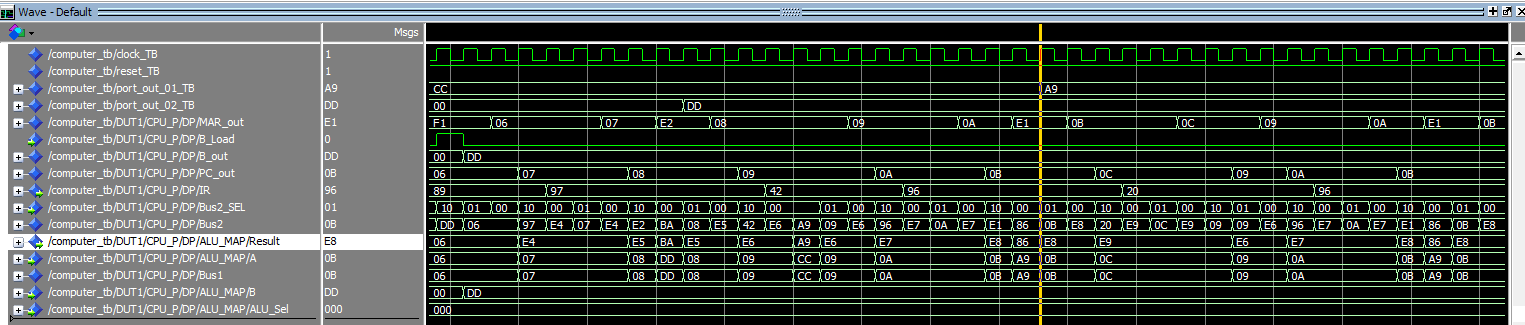 Wave - Default
Msgs
/computer_tb/clock_TB 1
/computer_tb/reset_TB 1
/computer_tb/port_out_01_TB A9 CC A9
/computer_tb/port_out_02_TB DD 00 DD
/computer_tb/DUT1/CPU_P/DP/MAR_out E1 F1 06 07 E2 08 09 0A E1 0B 0C 09 0A E1 0B
/computer_tb/DUT1/CPU_P/DP/B_Load 0
/computer_tb/DUT1/CPU_P/DP/B_out DD 00 DD
/computer_tb/DUT1/CPU_P/DP/PC_out 0B 06 07 08 09 0A 0B 0C 09 0A 0B
/computer_tb/DUT1/CPU_P/DP/IR 96 89 97 42 96 20 96
/computer_tb/DUT1/CPU_P/DP/Bus2_SEL 01 10 01 00 10 00 01 00 10 01 00 10 00 01 00 10 00 10 01 00 10 00 10 00 01 00 10 01 00 10 00 10 01 00
/computer_tb/DUT1/CPU_P/DP/Bus2 0B DD 06 97 E4 07 E4 E2 BA 08 E5 42 E6 A9 09 E6 96 E7 0A E7 E1 86 0B E8 20 E9 0C E9 09 09 E6 96 E7 0A E7 E1 86 0B E8
/computer_tb/DUT1/CPU_P/DP/ALU_MAP/Result E8 06 E4 E5 BA E5 E6 A9 E6 E7 E8 86 E8 E9 E6 E7 E8 86 E8
/computer_tb/DUT1/CPU_P/DP/ALU_MAP/A 0B 06 07 08 DD 08 09 CC 09 0A 0B A9 0B 0C 09 0A 0B A9 0B
/computer_tb/DUT1/CPU_P/DP/Bus1 0B 06 07 08 DD 08 09 CC 09 0A 0B A9 0B 0C 09 0A 0B A9 0B
/computer_tb/DUT1/CPU_P/DP/ALU_MAP/B DD 00 DD
/computer_tb/DUT1/CPU_P/DP/ALU_MAP/ALU_Sel 000 000